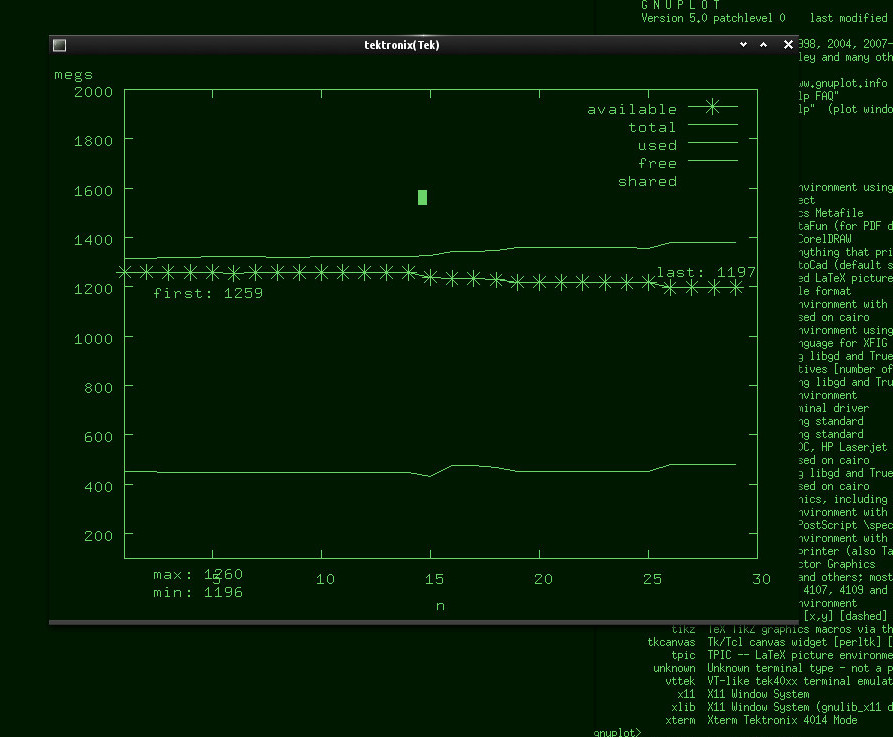 GNUPLOT
Version 5.0 patchlevel 0    last modified
tektronix(Tek)
998, 2004, 2007-
ley and many oth
ww.gnuplot.info
lp FAQ"
lp"  (plot windo
megs
2000
1800
1600
1400
1200
1000
800
600
400
200
available
total
used
free
shared
first: 1259
last: 1197
max: 1260
min: 1196
5
10
15
20
25
30
n
nvironment using
ect
cs Metafile
taFun (for PDF d
CorelDRAW
nything that pri
toCad (default s
ed LaTeX picture
le format
nvironment with
sed on cairo
nvironment using
nguage for XFIG
g libgd and True
tives [number of
ng libgd and Tru
nvironment
minal driver
ng standard
ng standard
DC, HP Laserjet
sed on cairo
g libgd and True
sed on cairo
nics, including
nvironment with
PostScript \spec
nvironment with
printer (also Ta
ctor Graphics
and others; most
4107, 4109 and
nvironment
[x,y] [dashed]
tikz  TeX TikZ graphics macros via th
tkcanvas  Tk/Tcl canvas widget [perltk] [
tpic  TPIC -- LaTeX picture environme
unknown  Unknown terminal type - not a p
vttek  VT-like tek40xx terminal emulat
x11  X11 Window System
xlib  X11 Window System (gnulib_x11 d
xterm  Xterm Tektronix 4014 Mode
gnuplot>